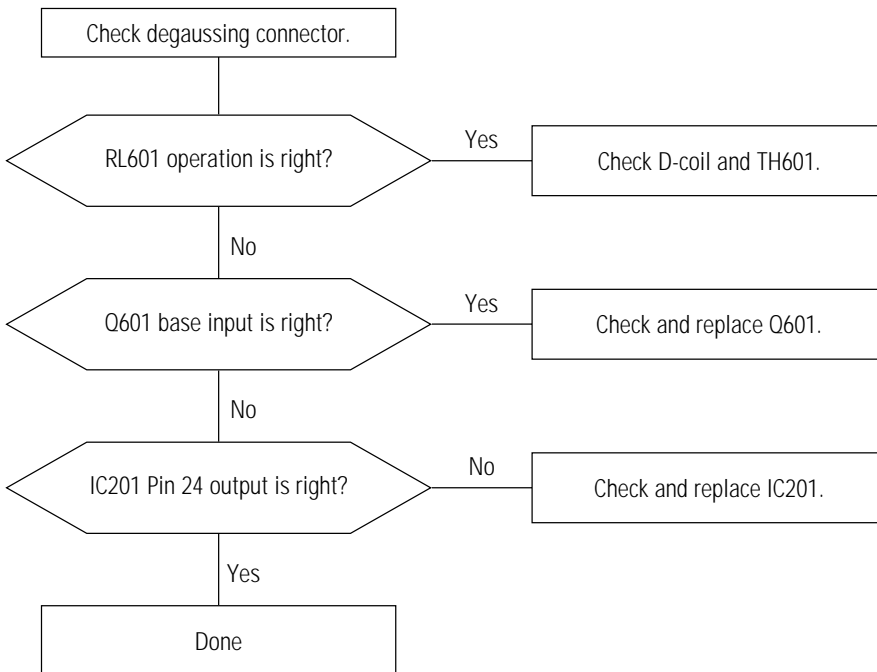 Check degaussing connector.
RL601 operation is right?
Yes
Check D-coil and TH601.
No
Q601 base input is right?
Yes
Check and replace Q601.
No
IC201 Pin 24 output is right?
No
Check and replace IC201.
Yes
Done